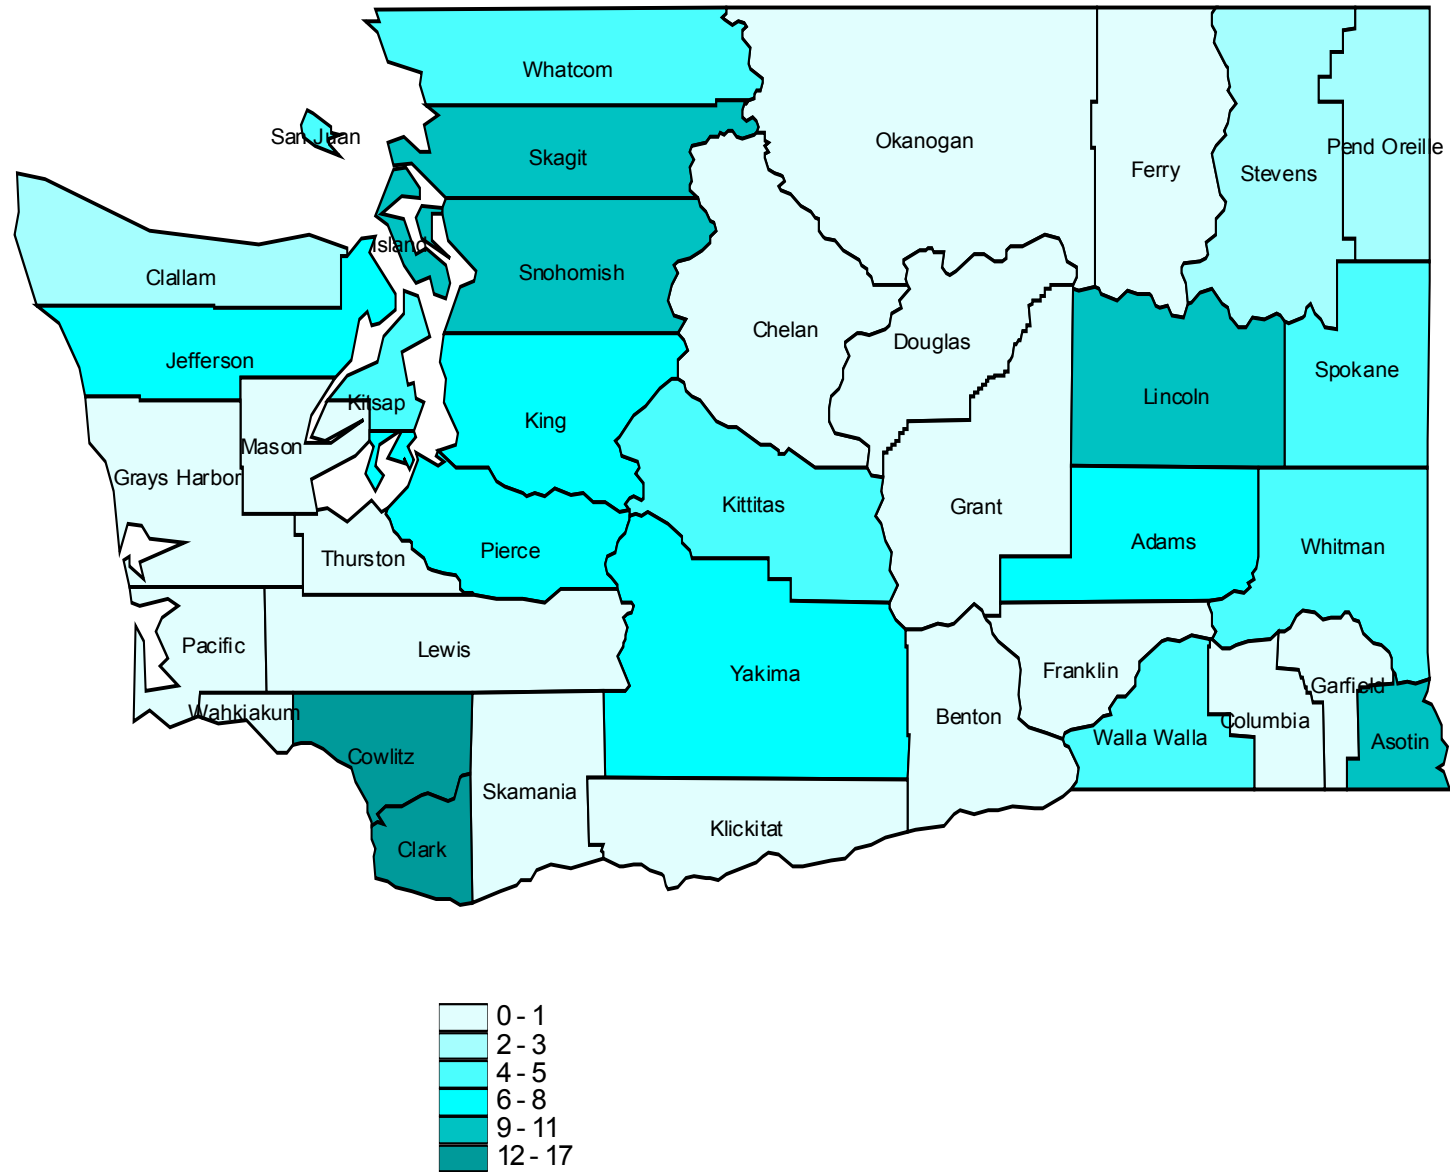 Whatcom
San Juan
Skagit
Okanogan
Ferry
Stevens
Pend Oreille
Island
Snohomish
Clallam
Chelan
Douglas
Jefferson
Kitsap
King
Lincoln
Spokane
Mason
Grays Harbor
Kittitas
Grant
Adams
Whitman
Thurston
Pierce
Pacific
Lewis
Yakima
Franklin
Garfield
Wahkiakum
Benton
Walla Walla
Columbia
Asotin
Cowlitz
Skamania
Klickitat
Clark
0 - 1
2 - 3
4 - 5
6 - 8
9 - 11
12 - 17